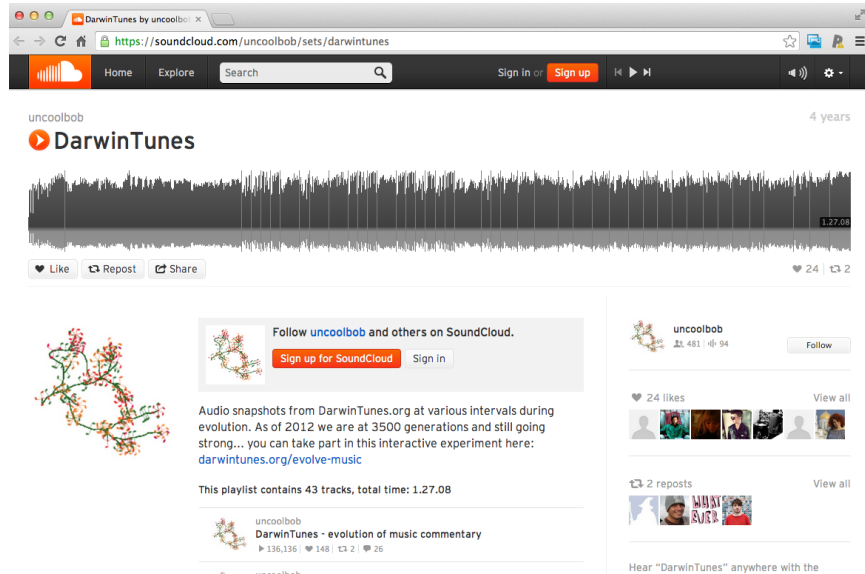 DarwinTunes by uncoolbob
https://soundcloud.com/uncoolbob/sets/darwintunes
Home Explore Search Sign in or Sign up
uncoolbob 4 years
DarwinTunes
1.27.08
Like Repost Share 24 2
Follow uncoolbob and others on SoundCloud.
Sign up for SoundCloud Sign in
Audio snapshots from DarwinTunes.org at various intervals during
evolution. As of 2012 we are at 3500 generations and still going
strong... you can take part in this interactive experiment here:
darwintunes.org/evolve-music
This playlist contains 43 tracks, total time: 1.27.08
uncoolbob
DarwinTunes - evolution of music commentary
136,136 148 2 26
uncoolbob
481 94 Follow
24 likes View all
2 reposts View all
WHAT
EVER
Hear "DarwinTunes" anywhere with the